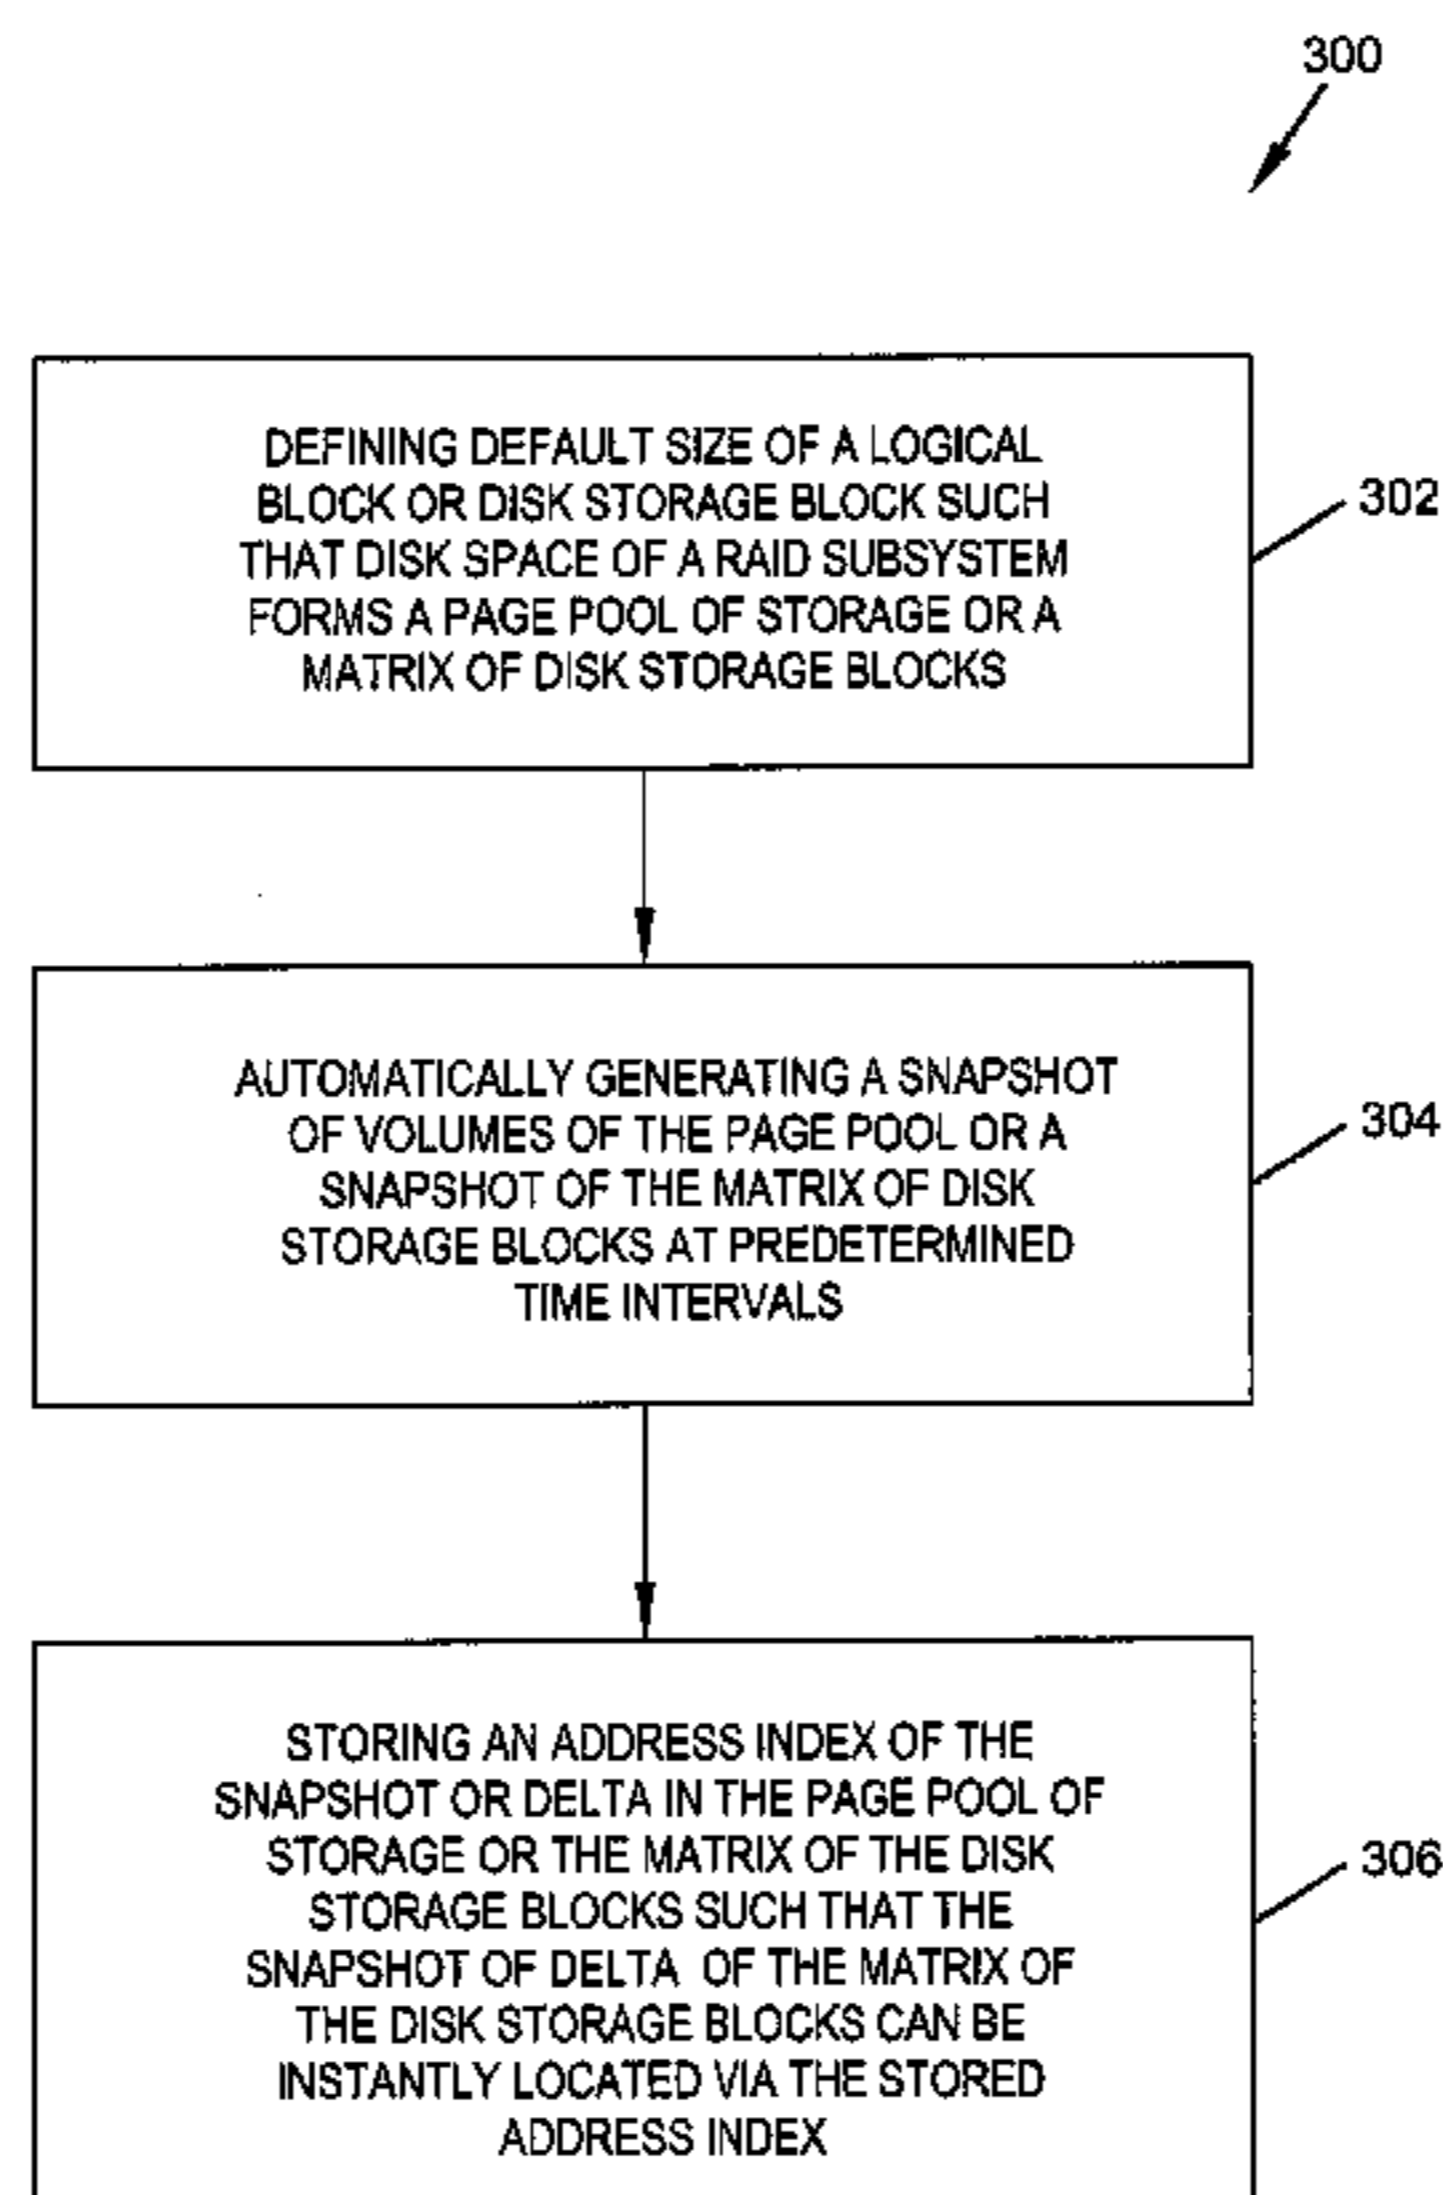 300
DEFINING DEFAULT SIZE OF A LOGICAL
BLOCK OR DISK STORAGE BLOCK SUCH
THAT DISK SPACE OF A RAID SUBSYSTEM
FORMS A PAGE POOL OF STORAGE OR A
MATRIX OF DISK STORAGE BLOCKS
302
AUTOMATICALLY GENERATING A SNAPSHOT
OF VOLUMES OF THE PAGE POOL OR A
SNAPSHOT OF THE MATRIX OF DISK
STORAGE BLOCKS AT PREDETERMINED
TIME INTERVALS
304
STORING AN ADDRESS INDEX OF THE
SNAPSHOT OR DELTA IN THE PAGE POOL OF
STORAGE OR THE MATRIX OF THE DISK
STORAGE BLOCKS SUCH THAT THE
SNAPSHOT OF DELTA OF THE MATRIX OF
THE DISK STORAGE BLOCKS CAN BE
INSTANTLY LOCATED VIA THE STORED
ADDRESS INDEX
306